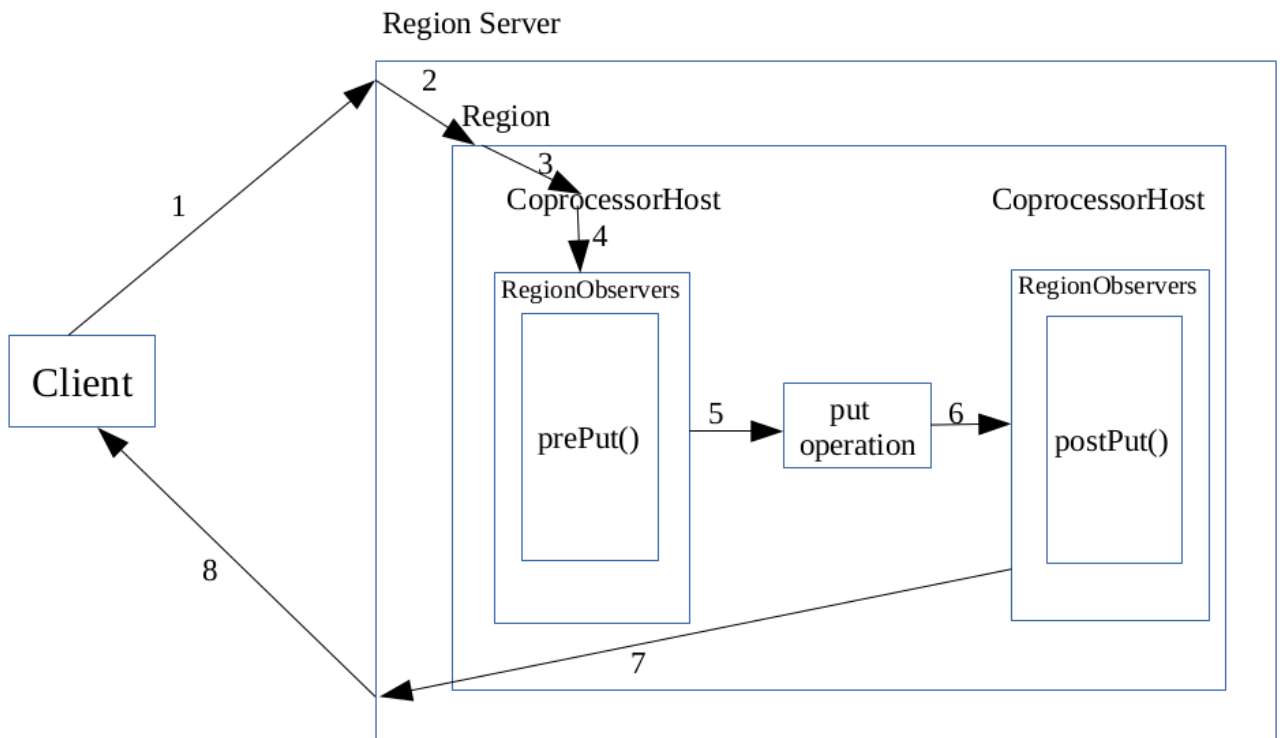 Region Server
2
Region
3
1
CoprocessorHost
CoprocessorHost
4
RegionObservers
RegionObservers
Client
prePut()
5
put
operation
6
postPut()
8
7